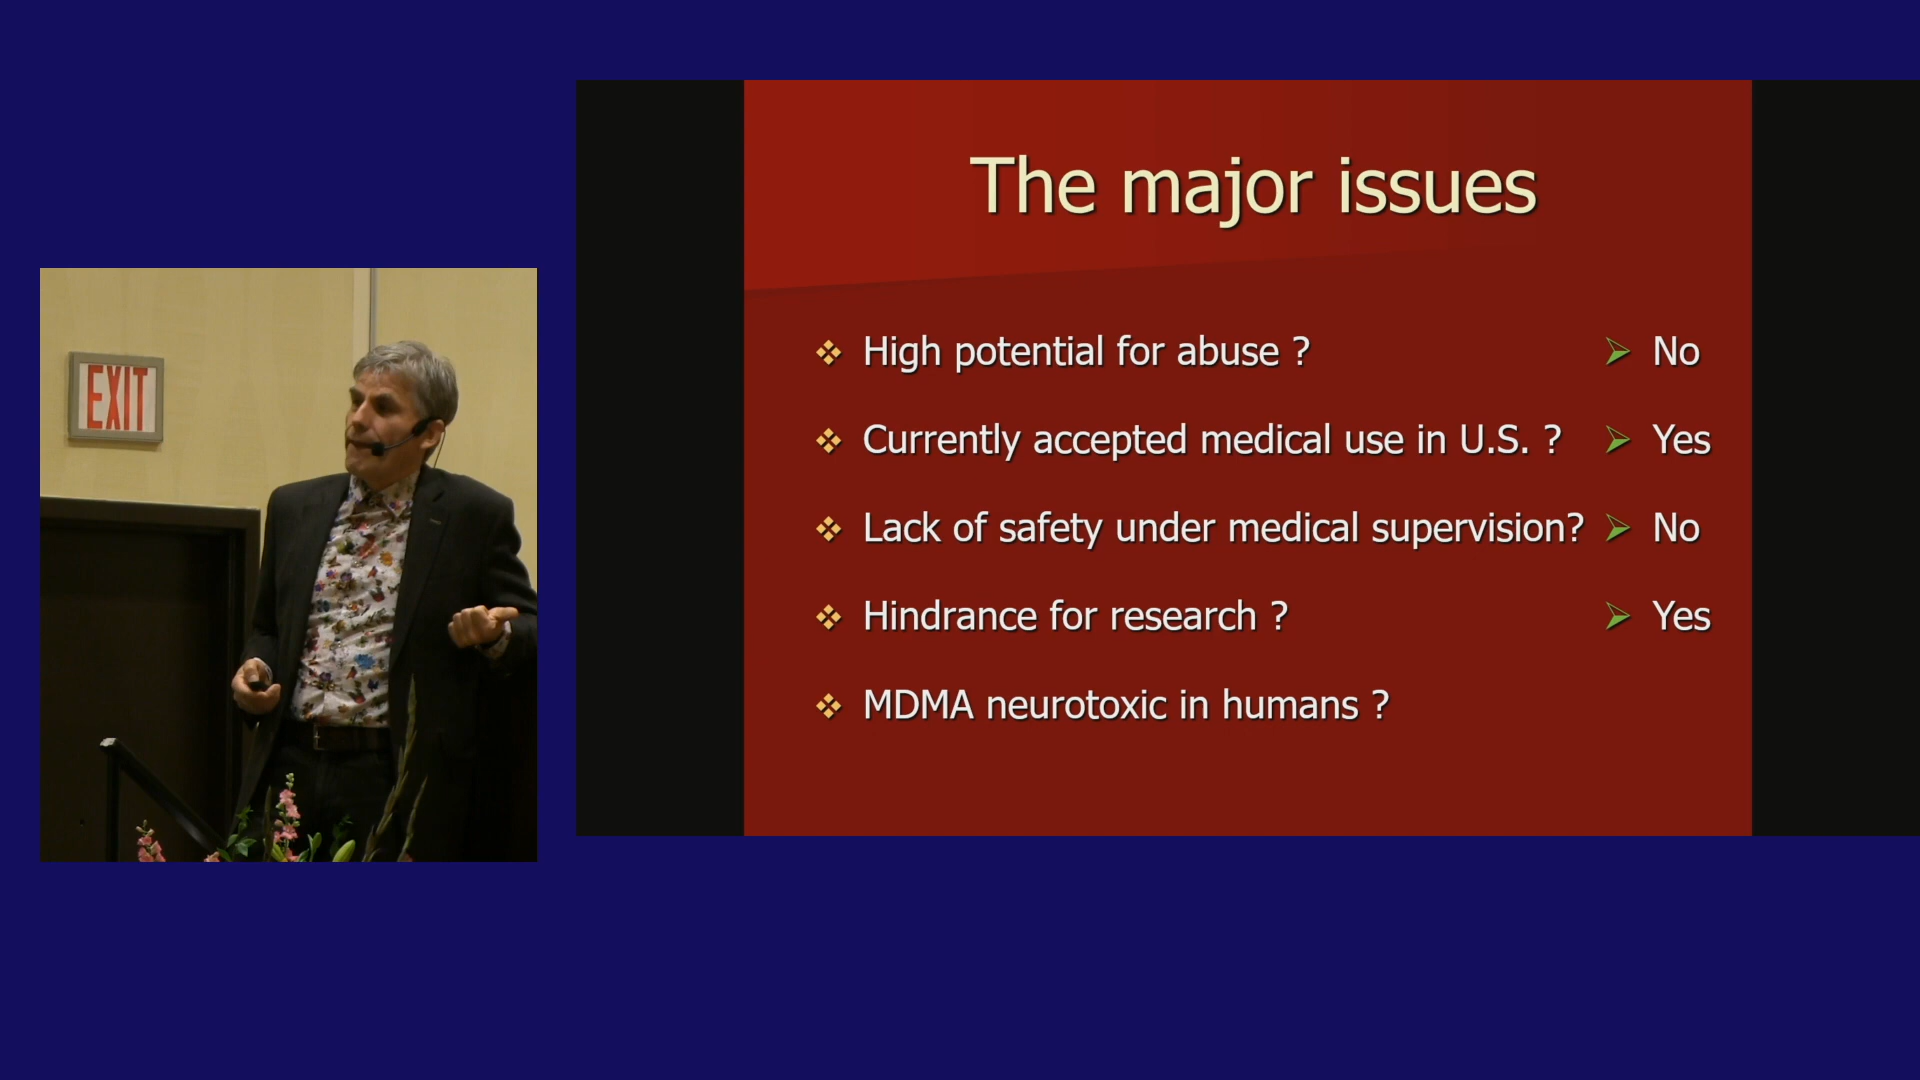 EXIT
The major issues
High potential for abuse ? No
Currently accepted medical use in U.S. ? Yes
Lack of safety under medical supervision? No
Hindrance for research ? Yes
MDMA neurotoxic in humans ?